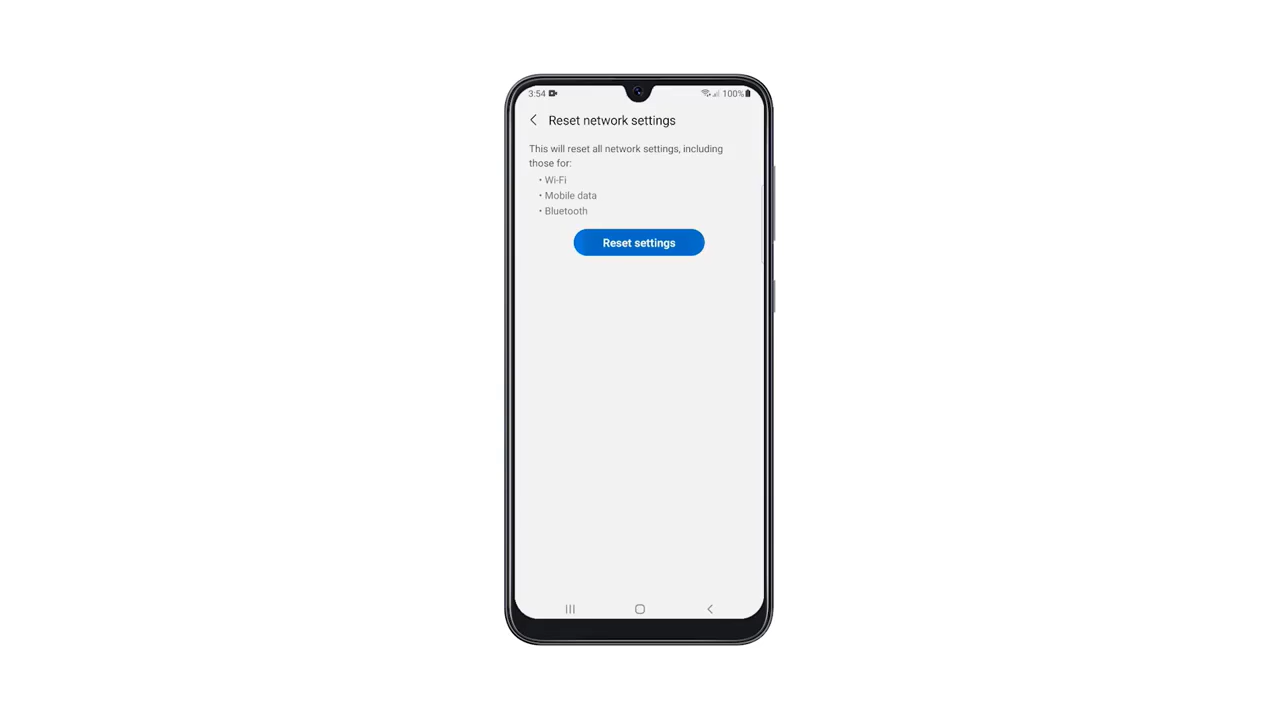 3:54
100%
Reset network settings
This will reset all network settings, including
those for:
• Wi-Fi
• Mobile data
• Bluetooth
Reset settings